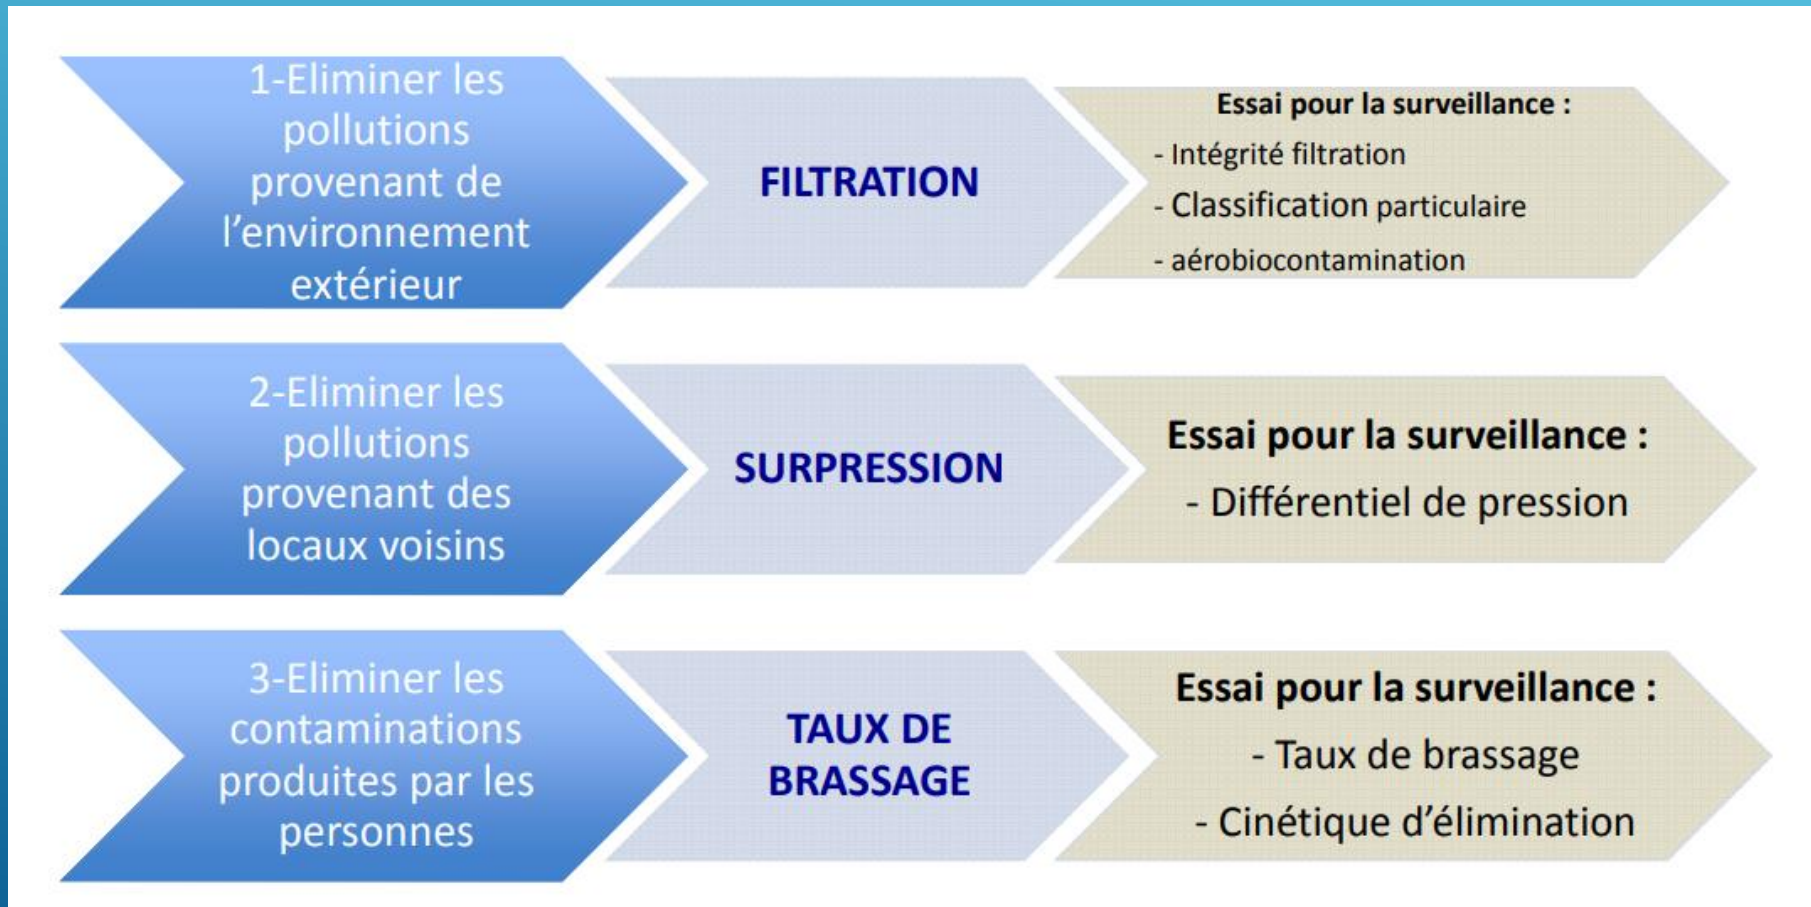 1-Eliminer les
pollutions
provenant de
l’environnement
extérieur
FILTRATION
Essai pour la surveillance :
- Intégrité filtration
- Classification particulaire
- aérobiocontamination
2-Eliminer les
pollutions
provenant des
locaux voisins
SURPRESSION
Essai pour la surveillance :
- Différentiel de pression
3-Eliminer les
contaminations
produites par les
personnes
TAUX DE
BRASSAGE
Essai pour la surveillance :
- Taux de brassage
- Cinétique d’élimination